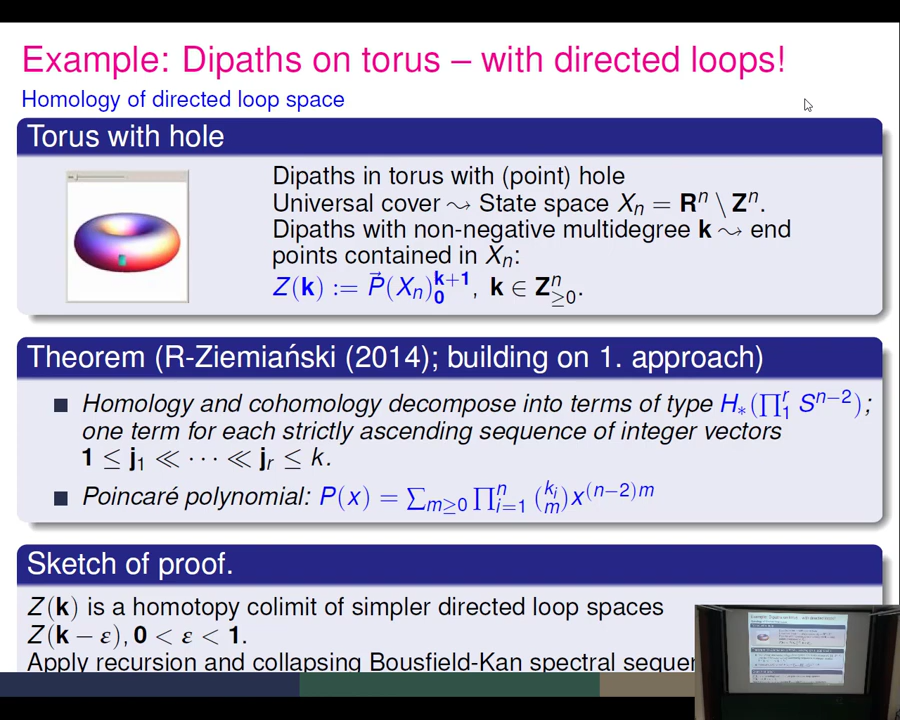 Example: Dipaths on torus – with directed loops!
Homology of directed loop space
Torus with hole
Dipaths in torus with (point) hole
Universal cover ⇝ State space Xₙ = Rⁿ \ Zⁿ.
Dipaths with non-negative multidegree k ⇝ end
points contained in Xₙ:
Z(k) := P⃗(Xₙ)₀^{k+1}, k ∈ Zⁿ_{≥0}.
Theorem (R-Ziemiański (2014); building on 1. approach)
■ Homology and cohomology decompose into terms of type H_*(∏₁ʳ Sⁿ⁻²);
one term for each strictly ascending sequence of integer vectors
1 ≤ j₁ ≪ ⋯ ≪ jᵣ ≤ k.
■ Poincaré polynomial: P(x) = ∑_{m≥0} ∏_{i=1}^n \binom{k_i}{m} x^{(n−2)m}
Sketch of proof.
Z(k) is a homotopy colimit of simpler directed loop spaces
Z(k − ε), 0 < ε < 1.
Apply recursion and collapsing Bousfield-Kan spectral sequen